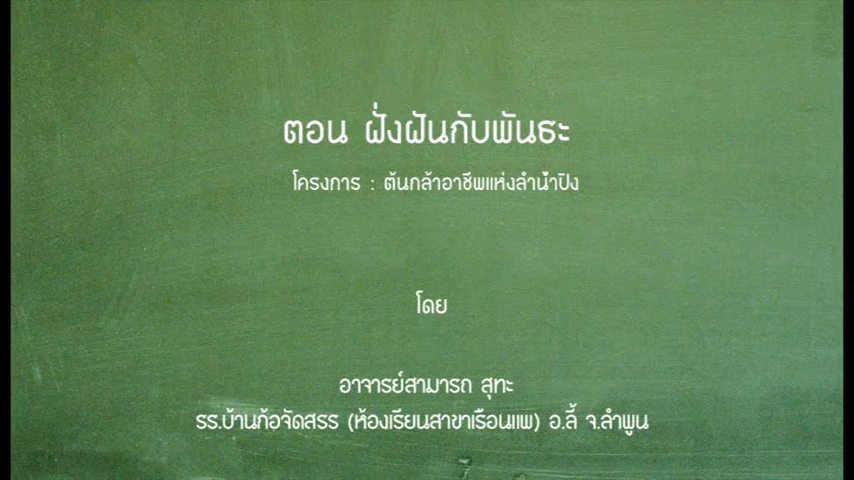 ตอน ฝั่งฝันกับพันธะ
โครงการ : ต้นกล้าอาชีพแห่งลำน้ำปิง
โดย
อาจารย์สามารถ สุทะ
รร.บ้านก้อจัดสรร (ห้องเรียนสาขาเรือนแพ) อ.ลี้ จ.ลำพูน